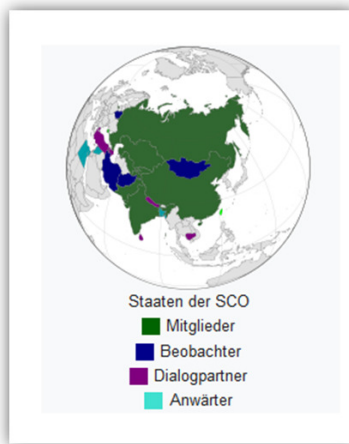 Staaten der SCO
Mitglieder
Beobachter
Dialogpartner
Anwärter